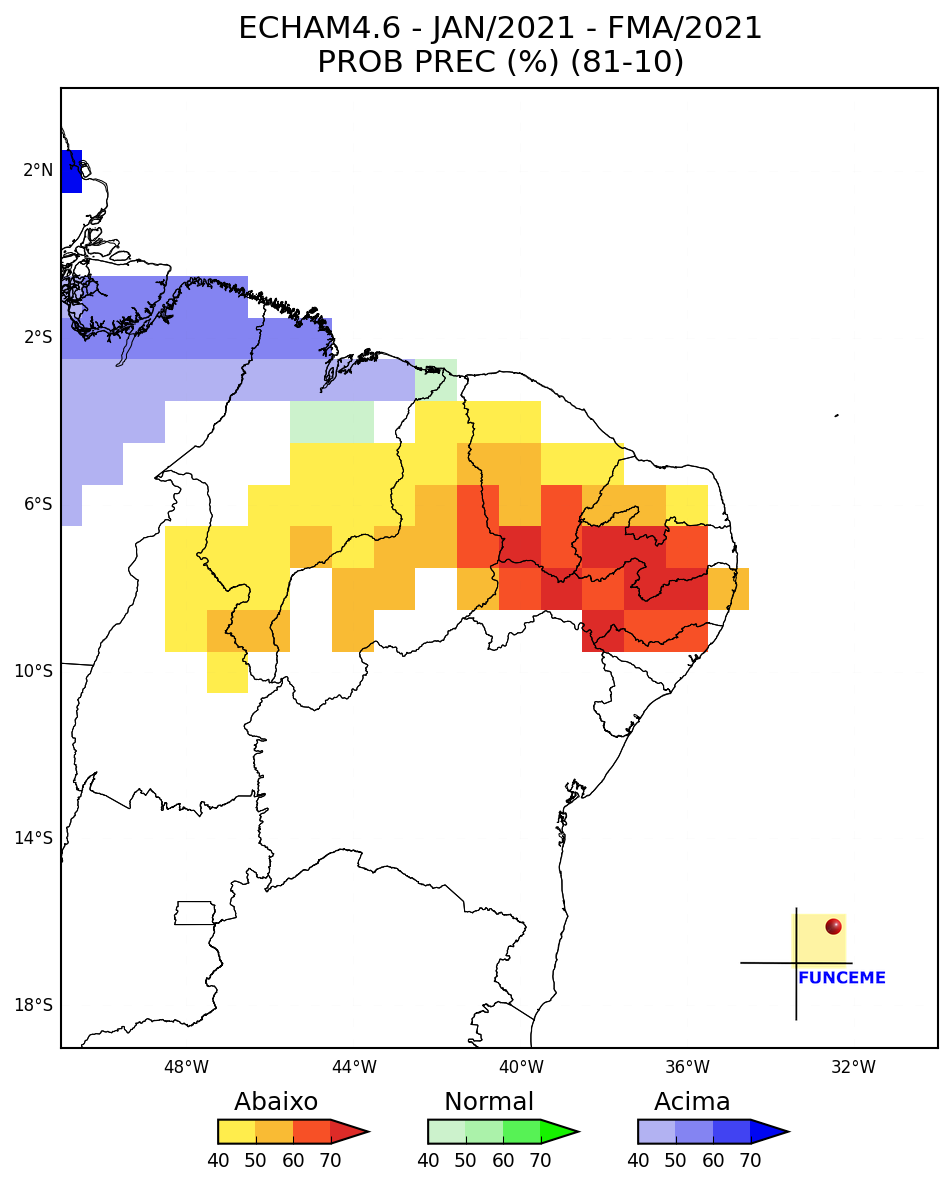 ECHAM4.6 - JAN/2021 - FMA/2021
PROB PREC (%) (81-10)
2°N
2°S
6°S
10°S
14°S
18°S
FUNCEME
48°W 44°W 40°W 36°W 32°W
Abaixo Normal Acima
40 50 60 70 40 50 60 70 40 50 60 70